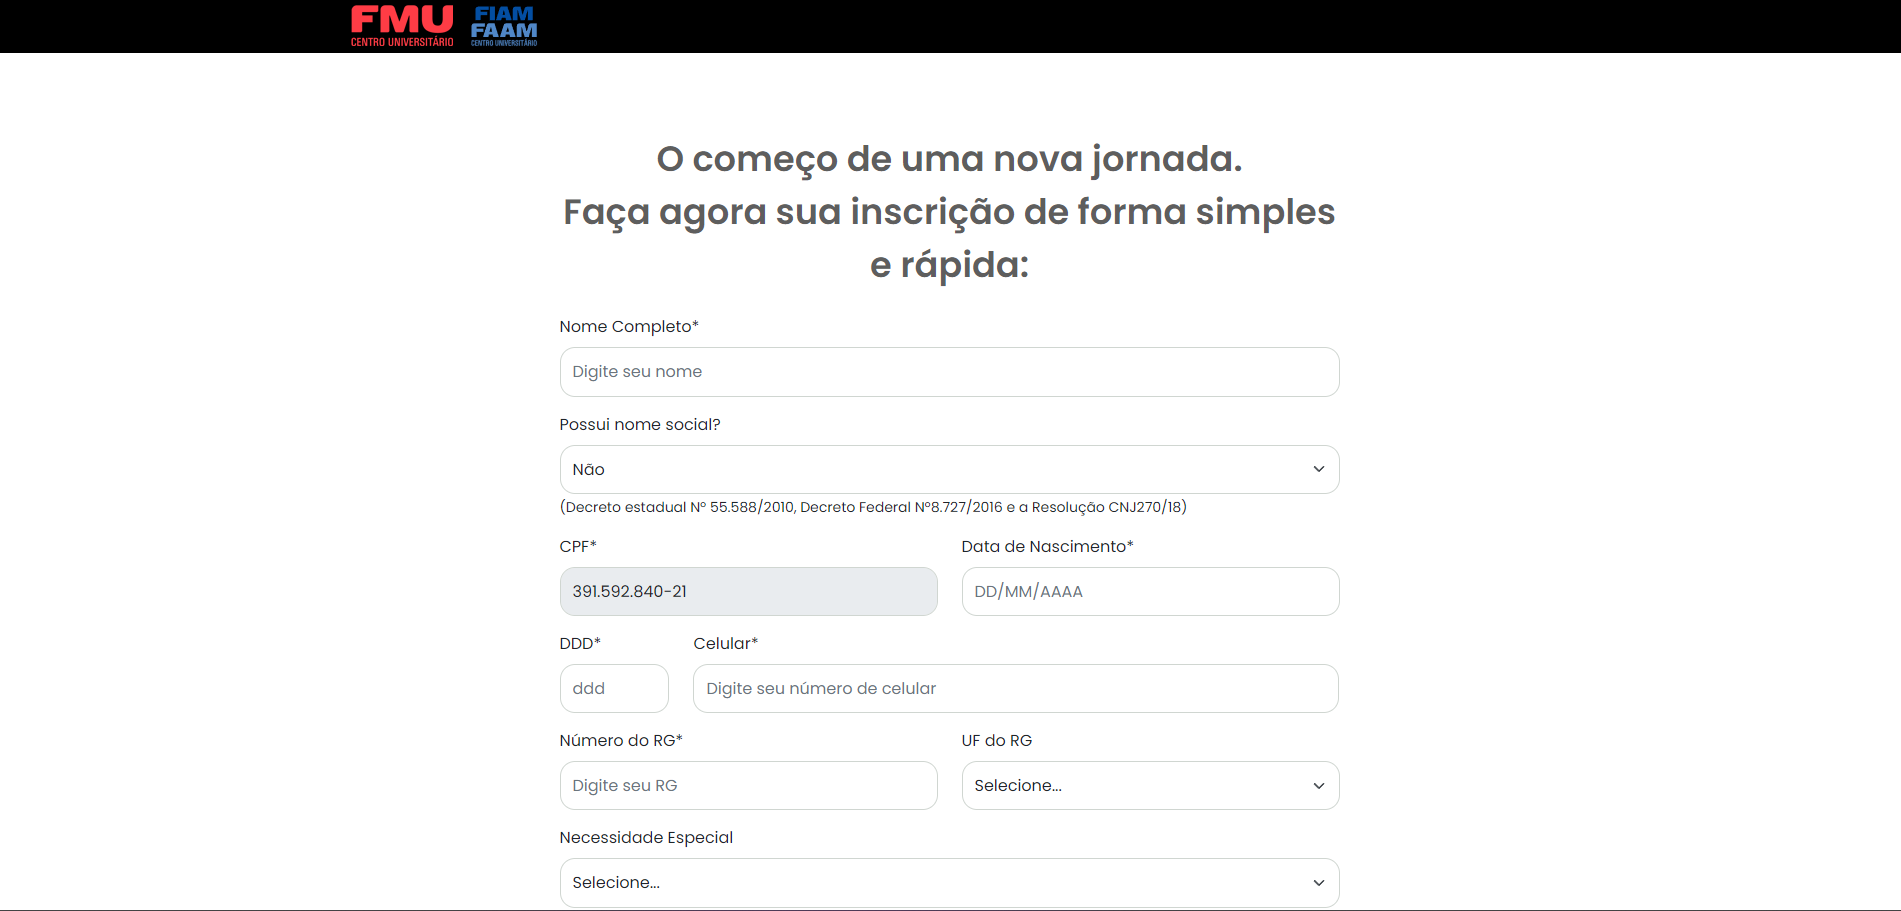 FMU
CENTRO UNIVERSITÁRIO
FIAM
FAAM
CENTRO UNIVERSITÁRIO
O começo de uma nova jornada.
Faça agora sua inscrição de forma simples
e rápida:
Nome Completo*
Digite seu nome
Possui nome social?
Não
(Decreto estadual Nº 55.588/2010, Decreto Federal Nº8.727/2016 e a Resolução CNJ270/18)
CPF* Data de Nascimento*
391.592.840-21 DD/MM/AAAA
DDD* Celular*
ddd Digite seu número de celular
Número do RG* UF do RG
Digite seu RG Selecione...
Necessidade Especial
Selecione...